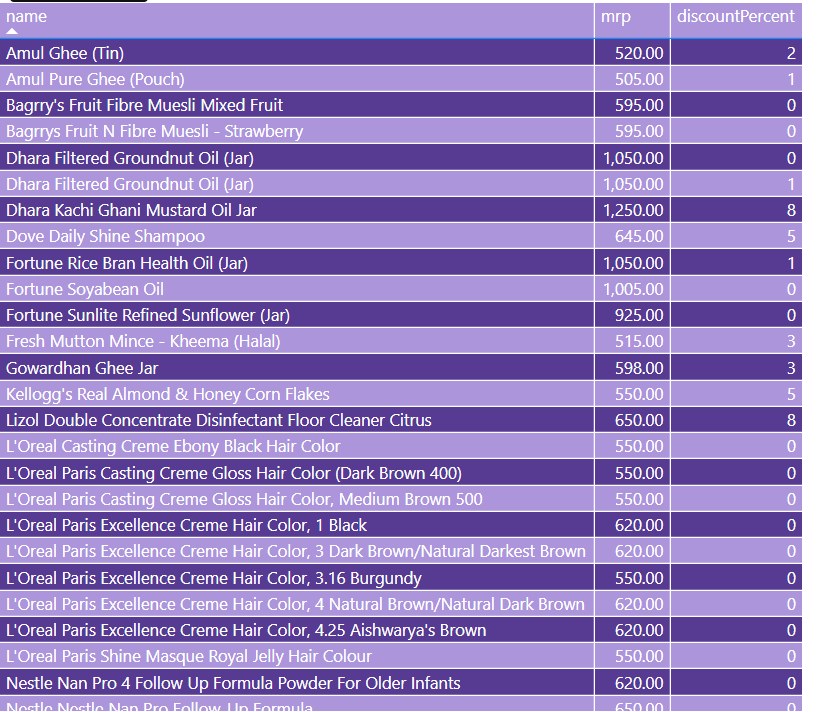 name mrp discountPercent
Amul Ghee (Tin) 520.00 2
Amul Pure Ghee (Pouch) 505.00 1
Bagrry's Fruit Fibre Muesli Mixed Fruit 595.00 0
Bagrrys Fruit N Fibre Muesli - Strawberry 595.00 0
Dhara Filtered Groundnut Oil (Jar) 1,050.00 0
Dhara Filtered Groundnut Oil (Jar) 1,050.00 1
Dhara Kachi Ghani Mustard Oil Jar 1,250.00 8
Dove Daily Shine Shampoo 645.00 5
Fortune Rice Bran Health Oil (Jar) 1,050.00 1
Fortune Soyabean Oil 1,005.00 0
Fortune Sunlite Refined Sunflower (Jar) 925.00 0
Fresh Mutton Mince - Kheema (Halal) 515.00 3
Gowardhan Ghee Jar 598.00 3
Kellogg's Real Almond & Honey Corn Flakes 550.00 5
Lizol Double Concentrate Disinfectant Floor Cleaner Citrus 650.00 8
L'Oreal Casting Creme Ebony Black Hair Color 550.00 0
L'Oreal Paris Casting Creme Gloss Hair Color (Dark Brown 400) 550.00 0
L'Oreal Paris Casting Creme Gloss Hair Color, Medium Brown 500 550.00 0
L'Oreal Paris Excellence Creme Hair Color, 1 Black 620.00 0
L'Oreal Paris Excellence Creme Hair Color, 3 Dark Brown/Natural Darkest Brown 620.00 0
L'Oreal Paris Excellence Creme Hair Color, 3.16 Burgundy 550.00 0
L'Oreal Paris Excellence Creme Hair Color, 4 Natural Brown/Natural Dark Brown 620.00 0
L'Oreal Paris Excellence Creme Hair Color, 4.25 Aishwarya's Brown 620.00 0
L'Oreal Paris Shine Masque Royal Jelly Hair Colour 550.00 0
Nestle Nan Pro 4 Follow Up Formula Powder For Older Infants 620.00 0
Nestle Nestle Nan Pro Follow-Up Formula 650.00 0